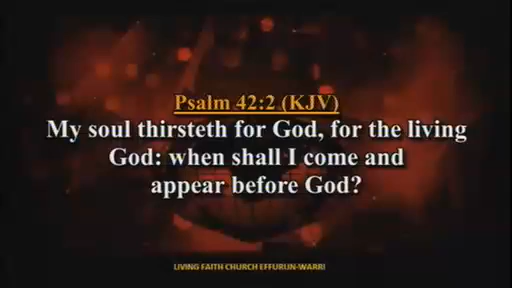 Psalm 42:2 (KJV)
My soul thirsteth for God, for the living
God: when shall I come and
appear before God?
LIVING FAITH CHURCH EFFURUN-WARRI